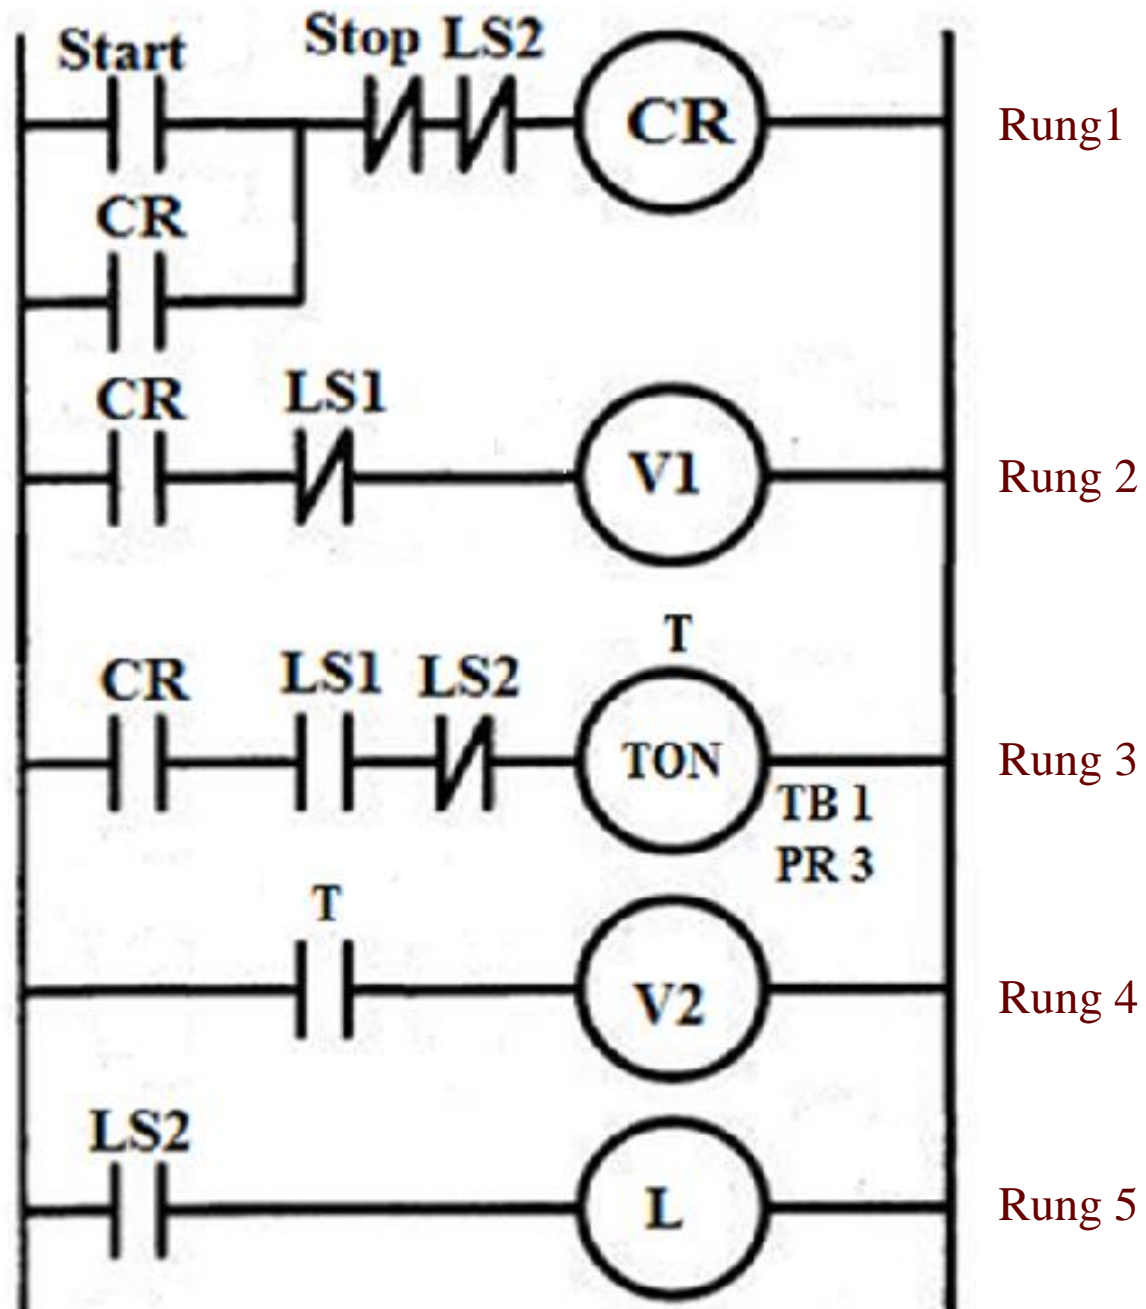 Start Stop LS2
CR Rung1
CR
CR LS1
V1 Rung 2
T
CR LS1 LS2
TON Rung 3
TB 1
PR 3
T
V2 Rung 4
LS2
L Rung 5